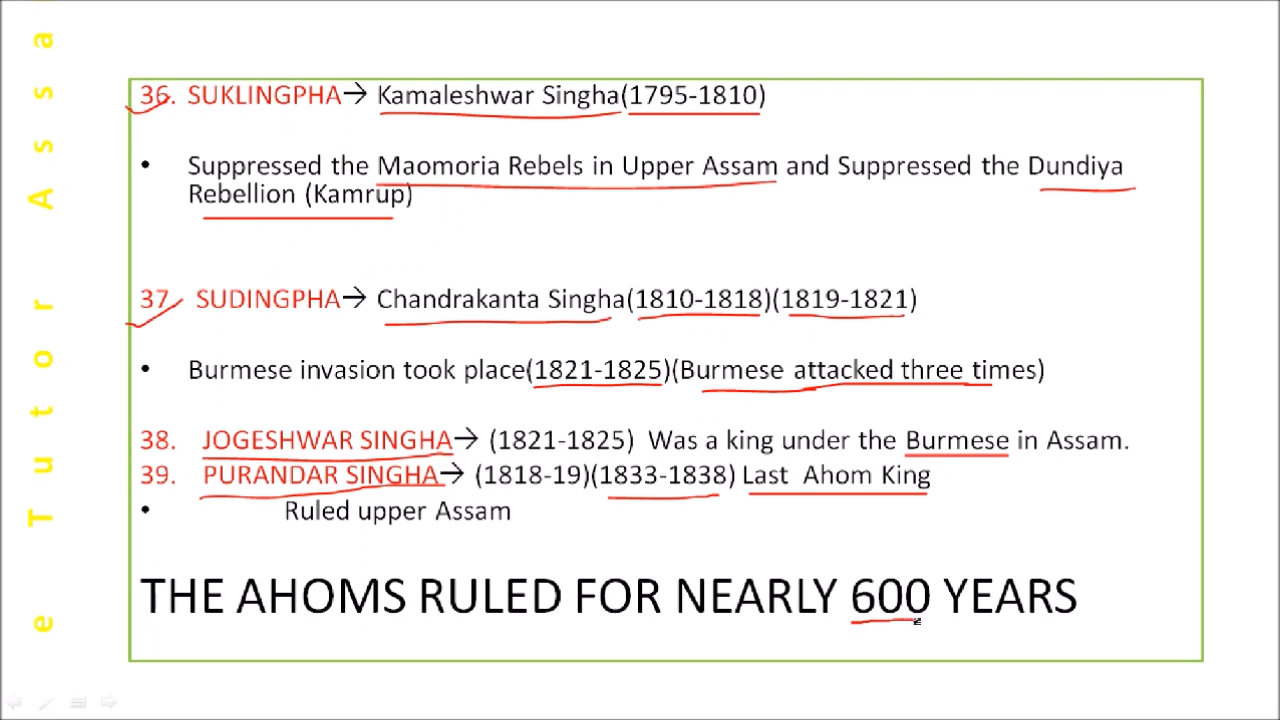 36. SUKLINGPHA→ Kamaleshwar Singha(1795-1810)
• Suppressed the Maomoria Rebels in Upper Assam and Suppressed the Dundiya
Rebellion (Kamrup)
37. SUDINGPHA→ Chandrakanta Singha(1810-1818)(1819-1821)
• Burmese invasion took place(1821-1825)(Burmese attacked three times)
38. JOGESHWAR SINGHA→ (1821-1825) Was a king under the Burmese in Assam.
39. PURANDAR SINGHA→ (1818-19)(1833-1838) Last Ahom King
• Ruled upper Assam
THE AHOMS RULED FOR NEARLY 600 YEARS
e Tutor Assa